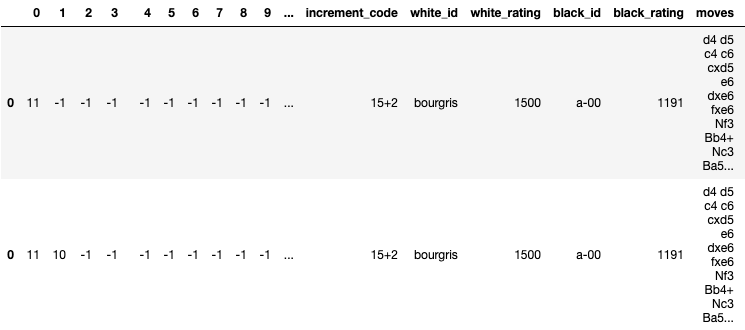 0 1 2 3 4 5 6 7 8 9 ... increment_code white_id white_rating black_id black_rating moves
d4 d5
c4 c6
cxd5
e6
dxe6
0 11 -1 -1 -1 -1 -1 -1 -1 -1 -1 ... 15+2 bourgris 1500 a-00 1191
fxe6
Nf3
Bb4+
Nc3
Ba5...
d4 d5
c4 c6
cxd5
e6
dxe6
0 11 10 -1 -1 -1 -1 -1 -1 -1 -1 ... 15+2 bourgris 1500 a-00 1191
fxe6
Nf3
Bb4+
Nc3
Ba5...